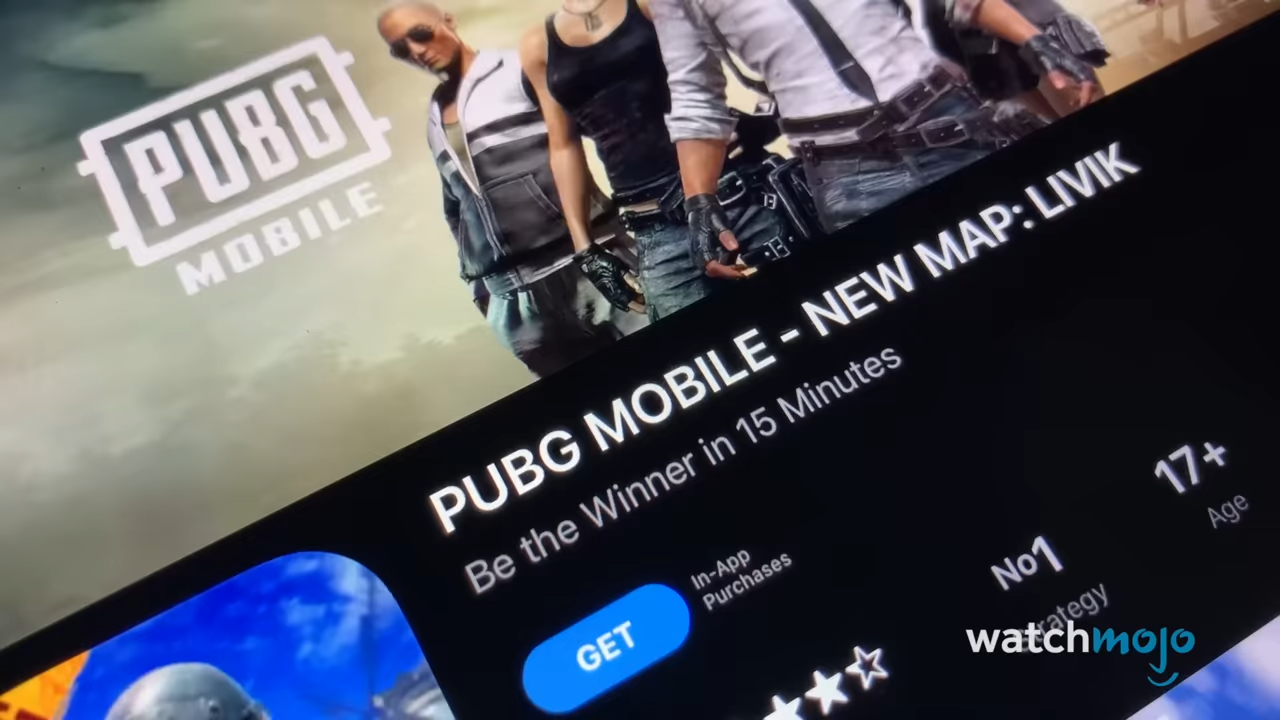 PUBG
MOBILE
PUBG MOBILE - NEW MAP: LIVIK
Be the Winner in 15 Minutes
GET
In-App
Purchases
No1
Strategy
17+
Age
watchmojo